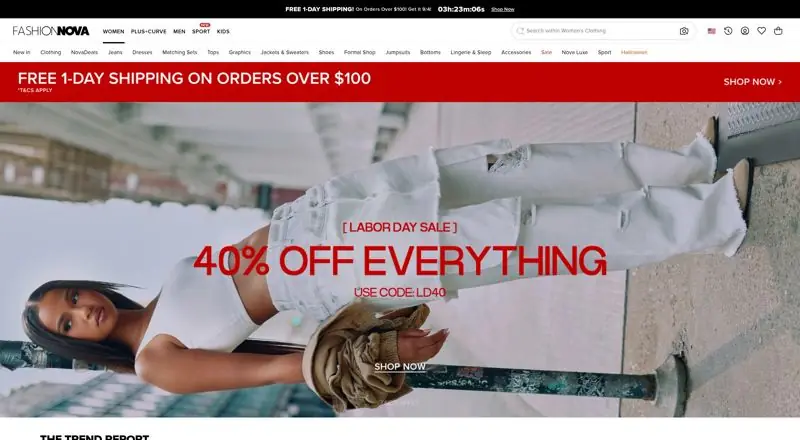 FREE 1-DAY SHIPPING! On Orders Over $100! Get It 9/4! 03h:23m:06s Shop Now
FASHIONNOVA WOMEN PLUS+CURVE MEN SPORT NEW KIDS Search within Women's Clothing
New In Clothing NovaDeals Jeans Dresses Matching Sets Tops Graphics Jackets & Sweaters Shoes Formal Shop Jumpsuits Bottoms Lingerie & Sleep Accessories Sale Nova Luxe Sport Halloween
FREE 1-DAY SHIPPING ON ORDERS OVER $100
*T&CS APPLY
SHOP NOW >
[ LABOR DAY SALE ]
40% OFF EVERYTHING
USE CODE: LD40
SHOP NOW
THE TREND REPORT